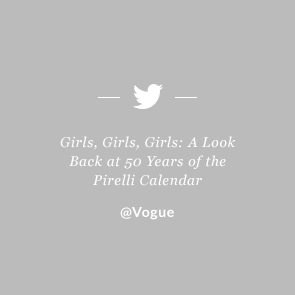 Girls, Girls, Girls: A Look
Back at 50 Years of the
Pirelli Calendar
@Vogue